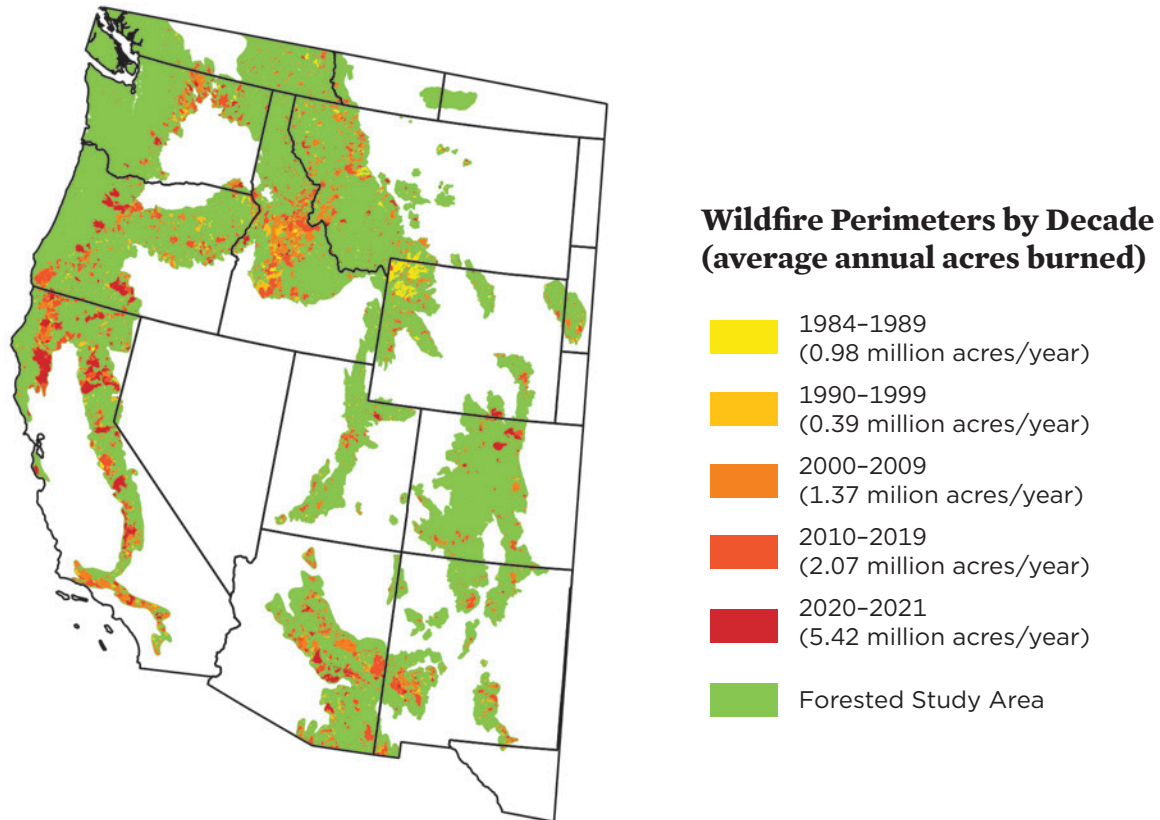 Wildfire Perimeters by Decade
(average annual acres burned)
1984–1989
(0.98 million acres/year)
1990–1999
(0.39 million acres/year)
2000–2009
(1.37 milion acres/year)
2010–2019
(2.07 million acres/year)
2020–2021
(5.42 million acres/year)
Forested Study Area